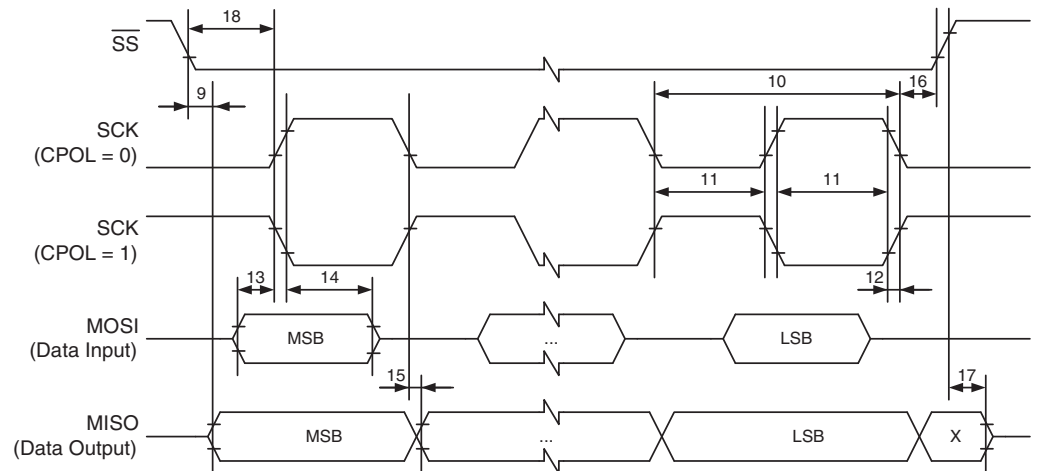 18
SS
10
16
9
SCK
(CPOL = 0)
11
11
SCK
(CPOL = 1)
13
14
12
MOSI
(Data Input)
MSB
...
LSB
15
17
MISO
(Data Output)
MSB
...
LSB
X